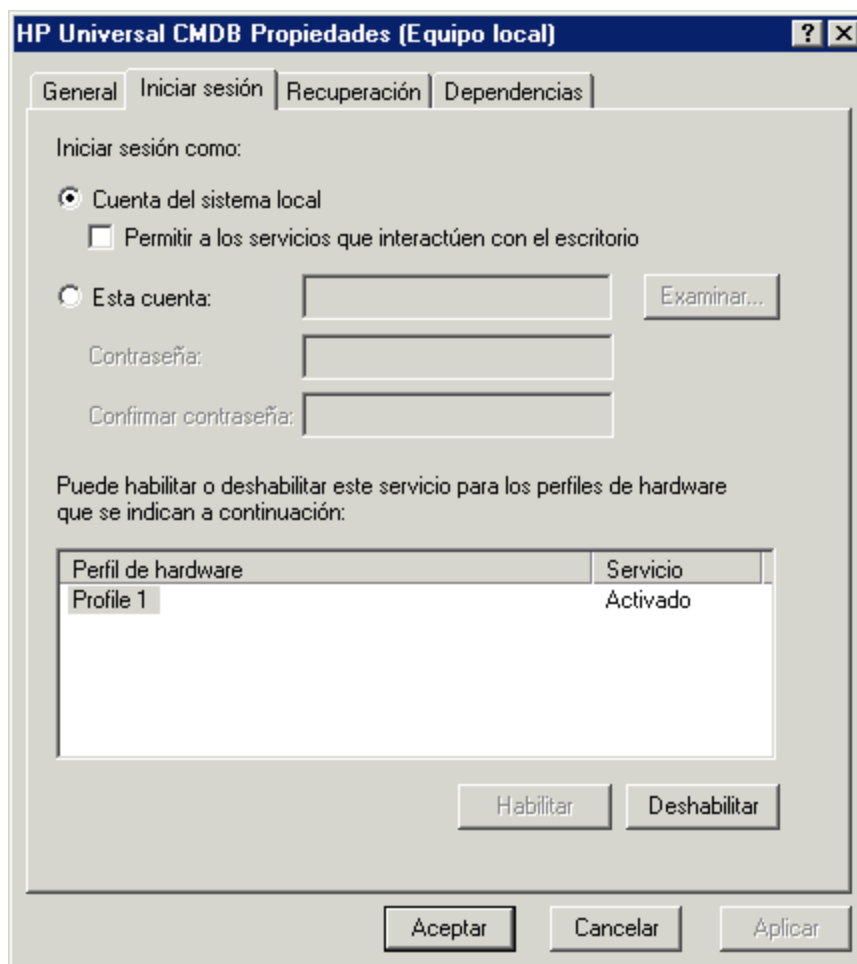 HP Universal CMDB Propiedades (Equipo local)
General Iniciar sesión Recuperación Dependencias
Iniciar sesión como:
Cuenta del sistema local
Permitir a los servicios que interactúen con el escritorio
Esta cuenta: Examinar...
Contraseña:
Confirmar contraseña:
Puede habilitar o deshabilitar este servicio para los perfiles de hardware
que se indican a continuación:
Perfil de hardware Servicio
Profile 1 Activado
Habilitar Deshabilitar
Aceptar Cancelar Aplicar